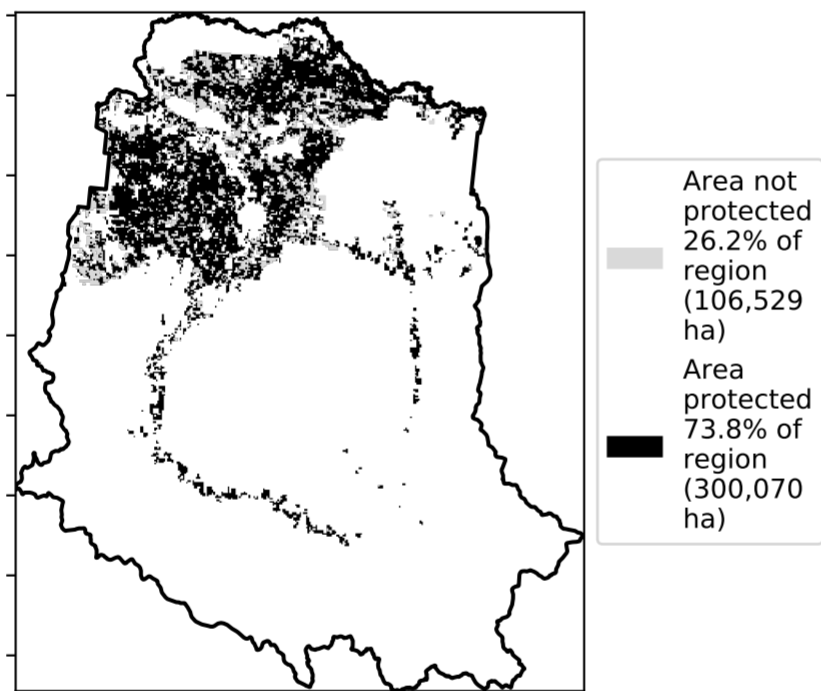 Area not
protected
26.2% of
region
(106,529
ha)
Area
protected
73.8% of
region
(300,070
ha)